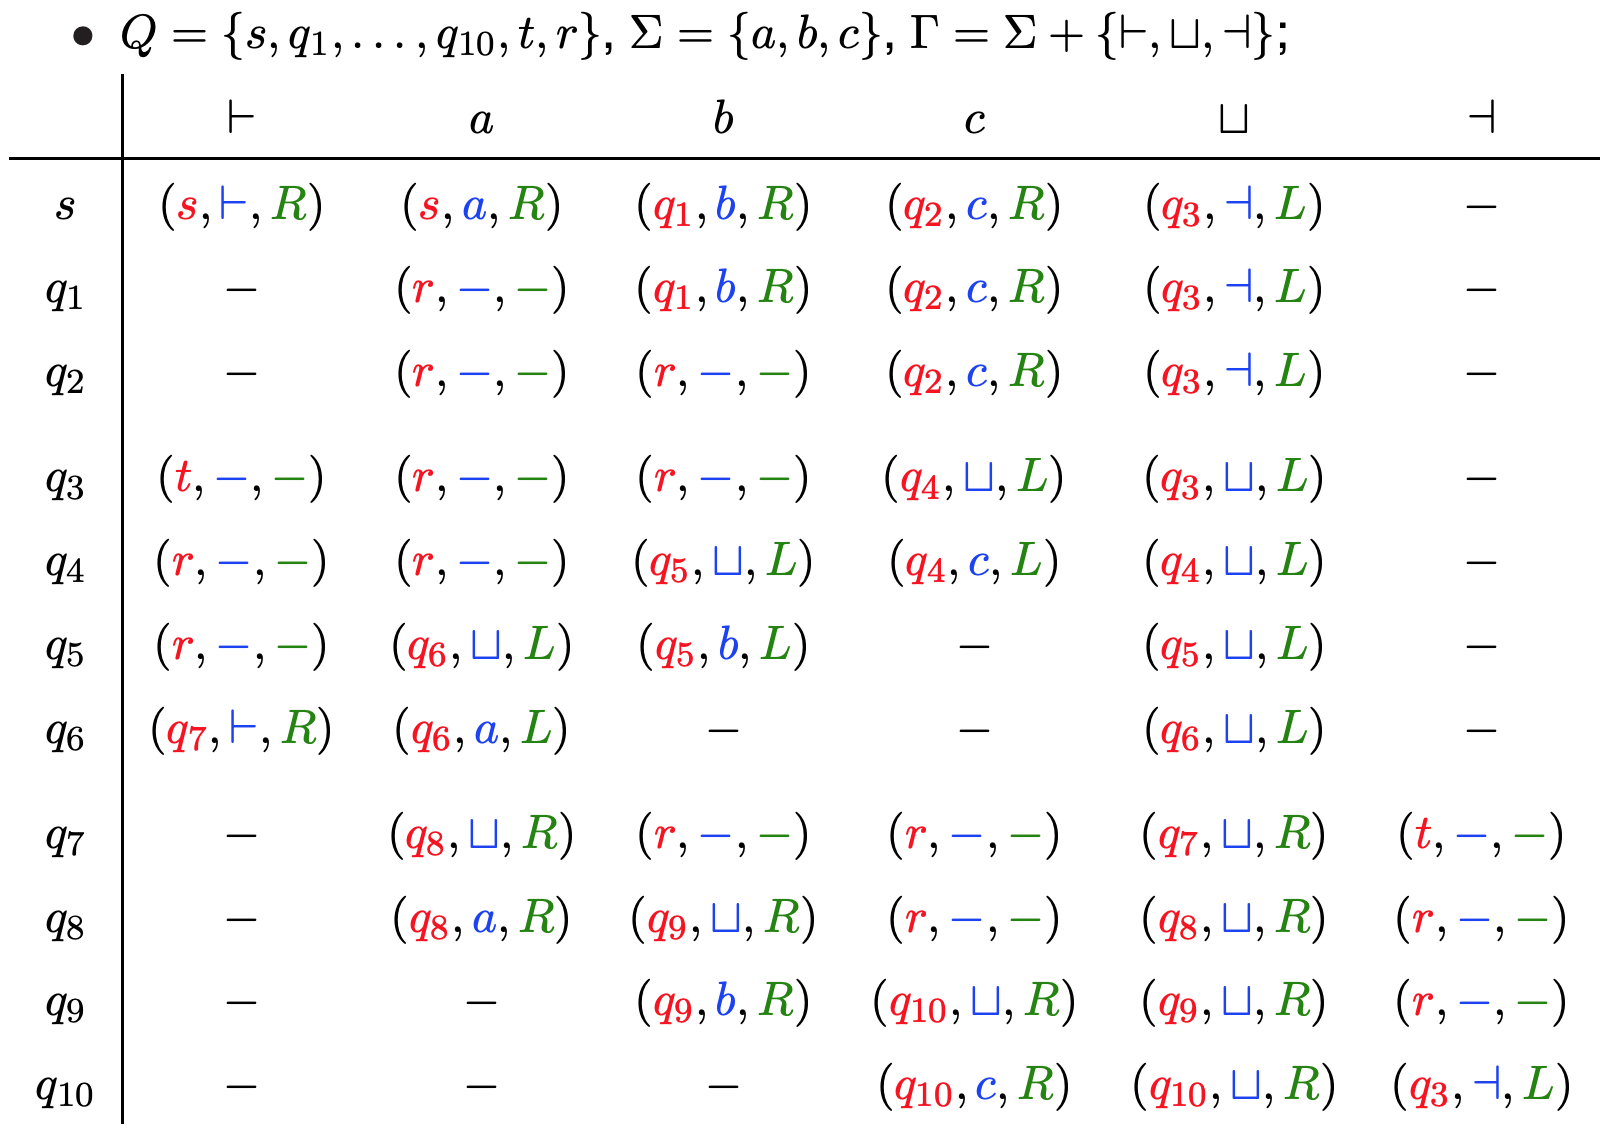 • Q = {s, q₁, …, q₁₀, t, r}, Σ = {a, b, c}, Γ = Σ + {⊢, ⊔, ⊣};
⊢ a b c ⊔ ⊣
s (s, ⊢, R) (s, a, R) (q₁, b, R) (q₂, c, R) (q₃, ⊣, L) −
q₁ − (r, −, −) (q₁, b, R) (q₂, c, R) (q₃, ⊣, L) −
q₂ − (r, −, −) (r, −, −) (q₂, c, R) (q₃, ⊣, L) −
q₃ (t, −, −) (r, −, −) (r, −, −) (q₄, ⊔, L) (q₃, ⊔, L) −
q₄ (r, −, −) (r, −, −) (q₅, ⊔, L) (q₄, c, L) (q₄, ⊔, L) −
q₅ (r, −, −) (q₆, ⊔, L) (q₅, b, L) − (q₅, ⊔, L) −
q₆ (q₇, ⊢, R) (q₆, a, L) − − (q₆, ⊔, L) −
q₇ − (q₈, ⊔, R) (r, −, −) (r, −, −) (q₇, ⊔, R) (t, −, −)
q₈ − (q₈, a, R) (q₉, ⊔, R) (r, −, −) (q₈, ⊔, R) (r, −, −)
q₉ − − (q₉, b, R) (q₁₀, ⊔, R) (q₉, ⊔, R) (r, −, −)
q₁₀ − − − (q₁₀, c, R) (q₁₀, ⊔, R) (q₃, ⊣, L)